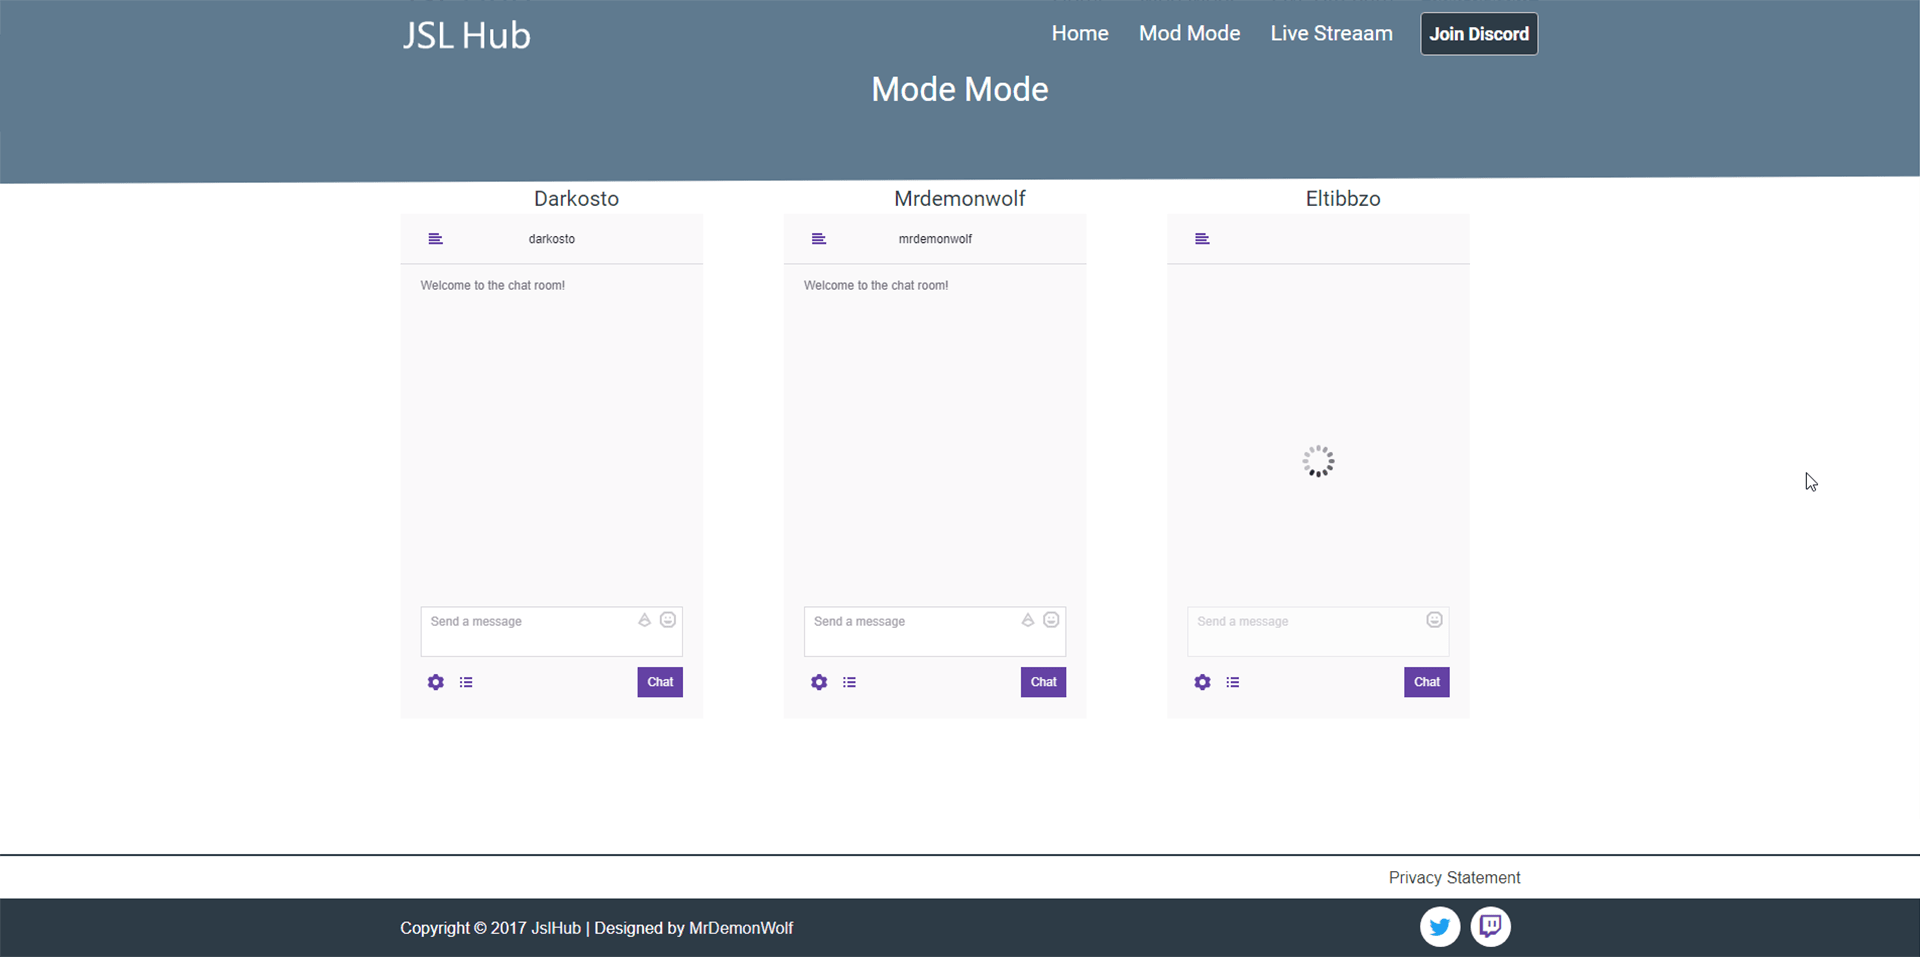 JSL Hub
Home
Mod Mode
Live Streaam
Join Discord
Mode Mode
Darkosto
Mrdemonwolf
Eltibbzo
darkosto
mrdemonwolf
Welcome to the chat room!
Welcome to the chat room!
Send a message
Send a message
Send a message
Chat
Chat
Chat
Privacy Statement
Copyright © 2017 JslHub | Designed by MrDemonWolf